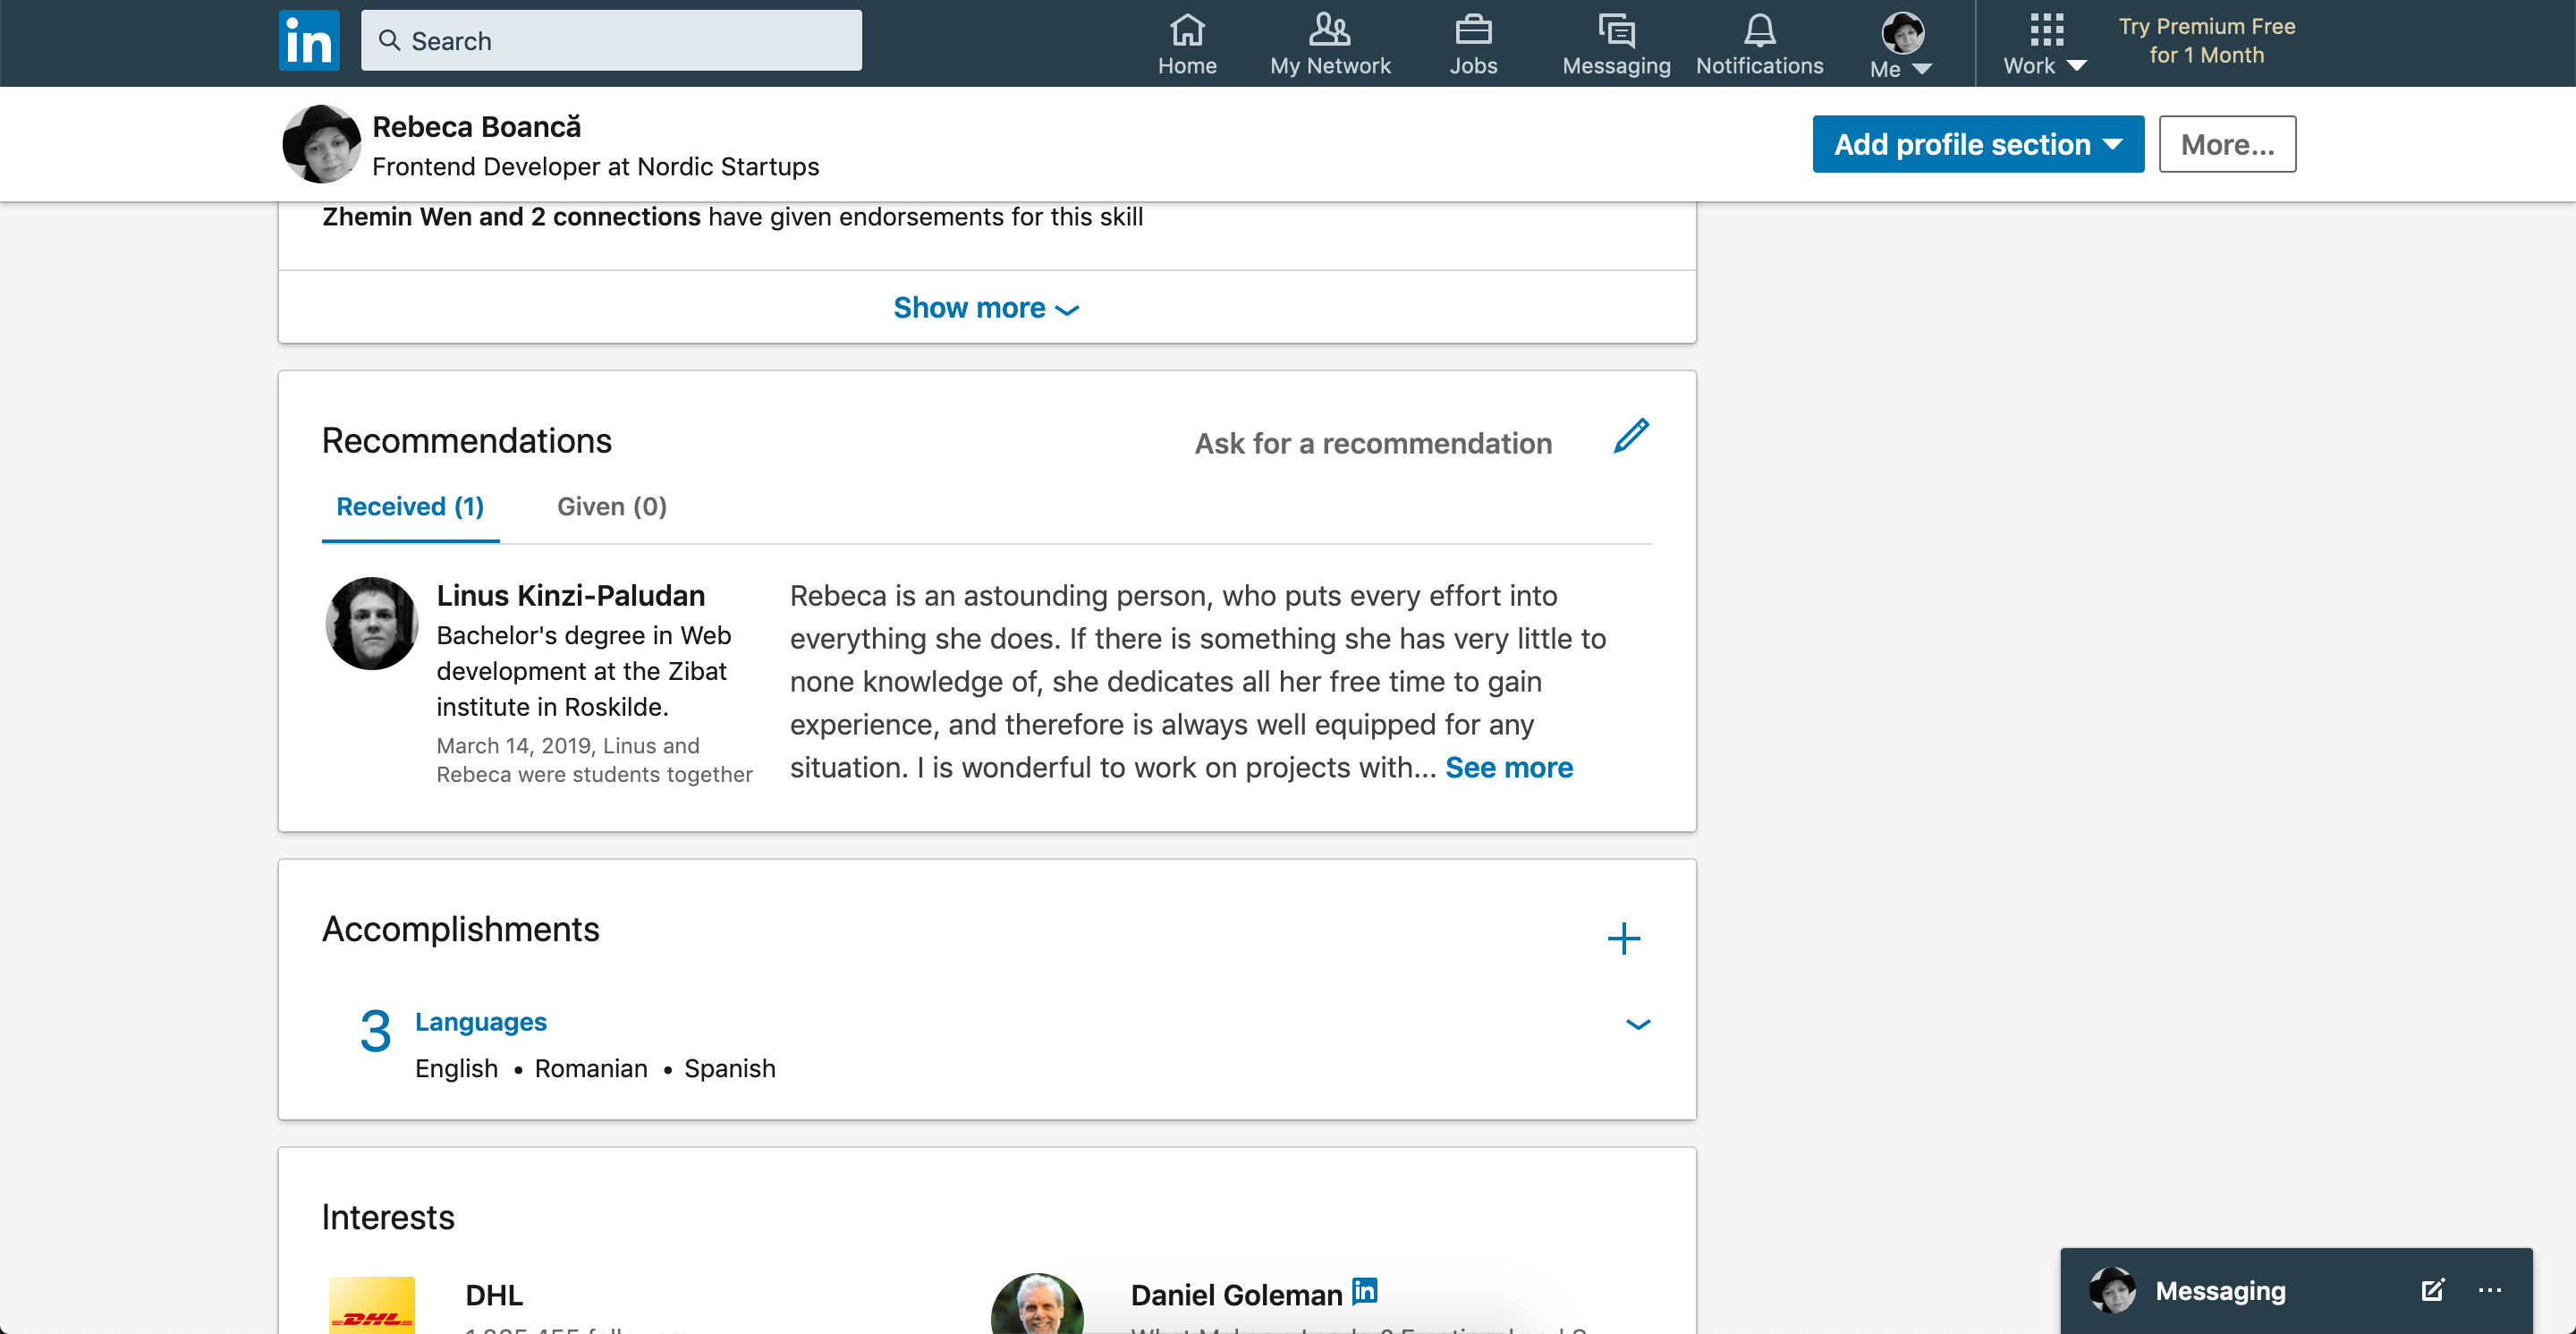 in
Search
Home
My Network
Jobs
Messaging
Notifications
Me
Work
Try Premium Free
for 1 Month
Rebeca Boancă
Frontend Developer at Nordic Startups
Add profile section
More...
Zhemin Wen and 2 connections have given endorsements for this skill
Show more
Recommendations
Ask for a recommendation
Received (1)
Given (0)
Linus Kinzi-Paludan
Bachelor's degree in Web
development at the Zibat
institute in Roskilde.
March 14, 2019, Linus and
Rebeca were students together
Rebeca is an astounding person, who puts every effort into
everything she does. If there is something she has very little to
none knowledge of, she dedicates all her free time to gain
experience, and therefore is always well equipped for any
situation. I is wonderful to work on projects with... See more
Accomplishments
3
Languages
English • Romanian • Spanish
Interests
DHL
DHL
Daniel Goleman in
Messaging